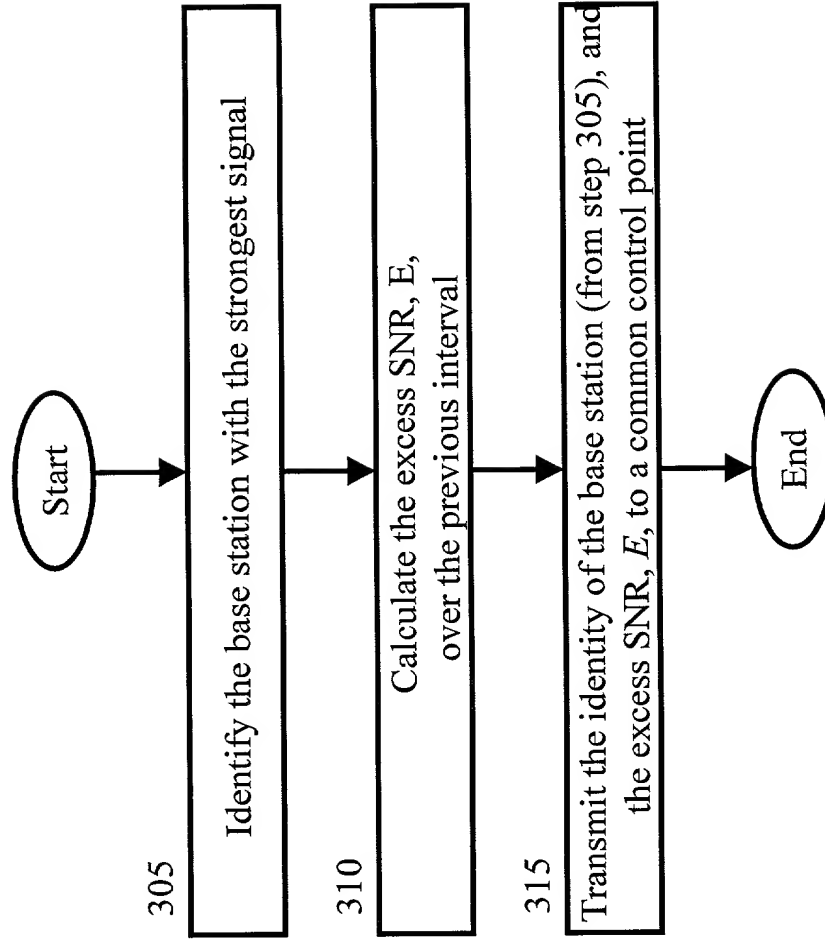 Start
305
Identify the base station with the strongest signal
310
Calculate the excess SNR, E,
over the previous interval
315
Transmit the identity of the base station (from step 305), and
the excess SNR, E, to a common control point
End